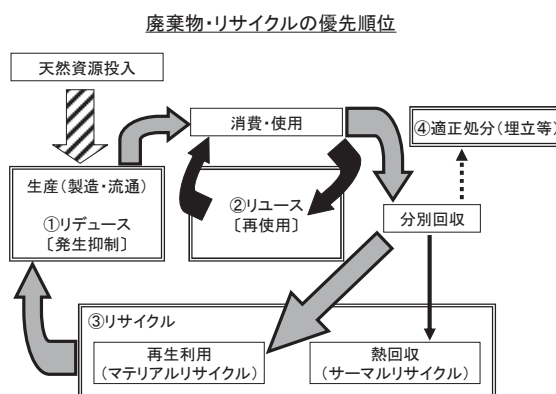 廃棄物・リサイクルの優先順位
天然資源投入
消費・使用
④適正処分（埋立等）
生産（製造・流通）
①リデュース
〔発生抑制〕
②リユース
〔再使用〕
分別回収
③リサイクル
再生利用
（マテリアルリサイクル）
熱回収
（サーマルリサイクル）